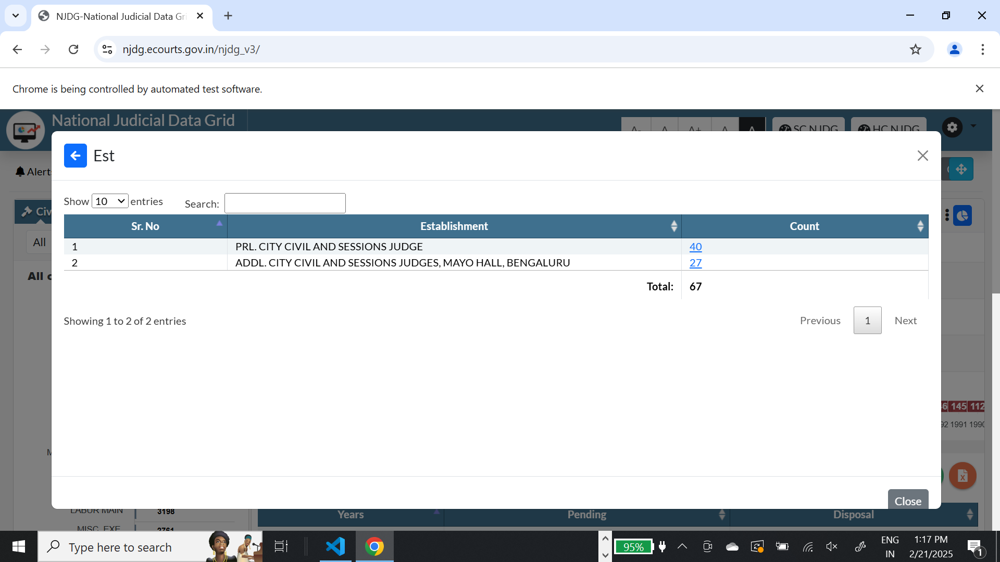 NJDG-National Judicial Data Gri
njdg.ecourts.gov.in/njdg_v3/
Chrome is being controlled by automated test software.
National Judicial Data Grid
A- A A+ A A SC NJDG HC NJDG
Est
Alerts
Show 10 entries Search:
Civ
Sr. No Establishment Count
All
1 PRL. CITY CIVIL AND SESSIONS JUDGE 40
2 ADDL. CITY CIVIL AND SESSIONS JUDGES, MAYO HALL, BENGALURU 27
All c
Total: 67
Showing 1 to 2 of 2 entries Previous 1 Next
6 145 112
92 1991 1990
M
Close
LABOR MAIN 3198
Years Pending Disposal
MISC. EXE. 2761
Type here to search
95%
ENG
IN
1:17 PM
2/21/2025
1